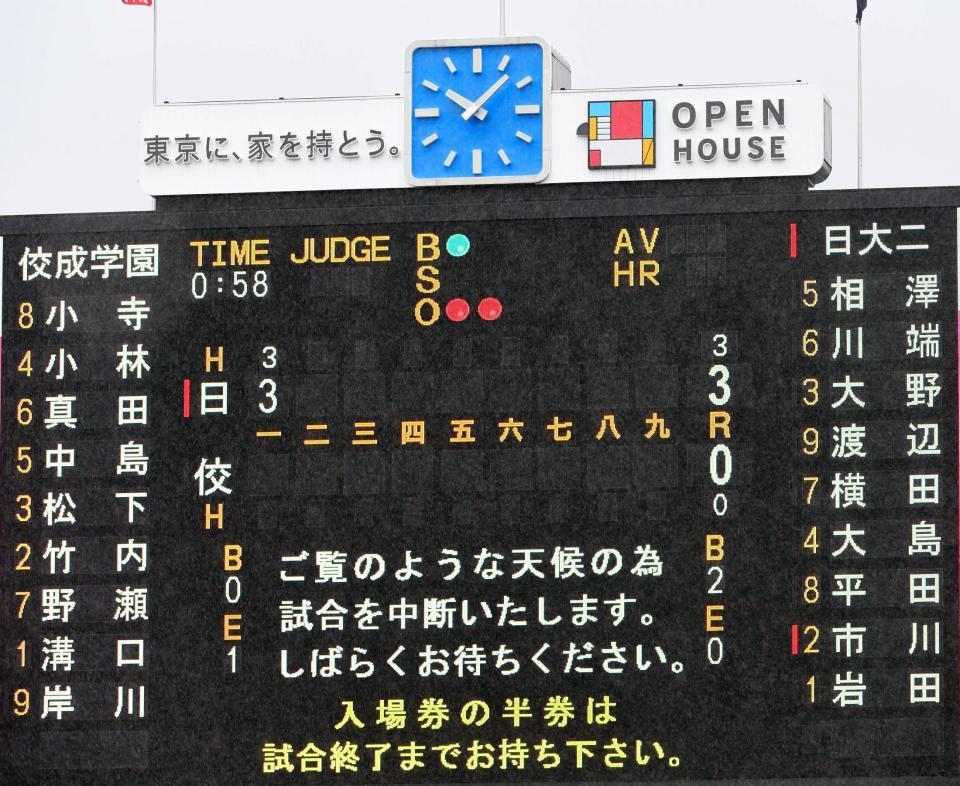 東京に、家を持とう。
OPEN
HOUSE
佼成学園
8 小寺
4 小林
6 真田
5 中島
3 松下
2 竹内
7 野瀬
1 溝口
9 岸川
TIME JUDGE
0:58
B
S
O
AV
HR
H 3 3
日 3 3
一 二 三 四 五 六 七 八 九 R
佼 0
H 0
B 0
E 1
ご覧のような天候の為
試合を中断いたします。
しばらくお待ちください。
入場券の半券は
試合終了までお持ち下さい。
B 2
E 0
日大二
5 相澤
6 川端
3 大野
9 渡辺
7 横田
4 大島
8 平田
2 市川
1 岩田